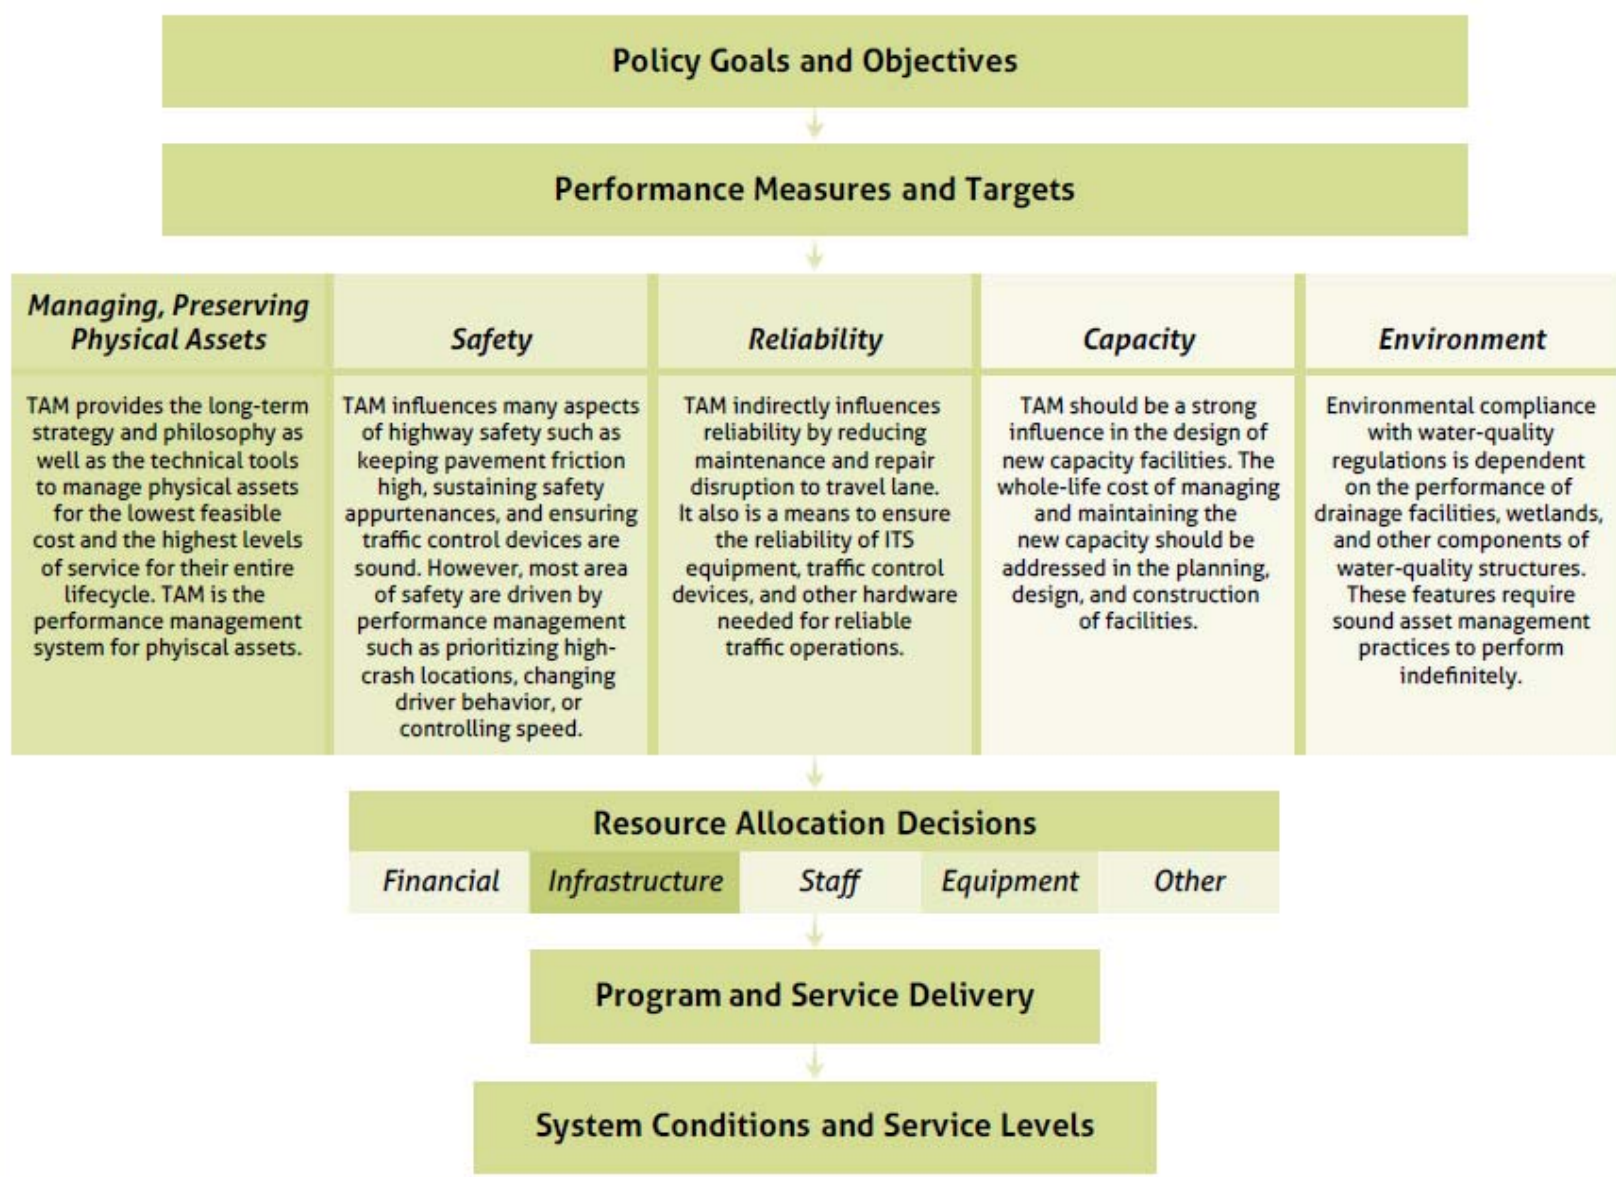 Policy Goals and Objectives
Performance Measures and Targets
Managing, Preserving
Physical Assets
TAM provides the long-term
strategy and philosophy as
well as the technical tools
to manage physical assets
for the lowest feasible
cost and the highest levels
of service for their entire
lifecycle. TAM is the
performance management
system for phyiscal assets.
Safety
TAM influences many aspects
of highway safety such as
keeping pavement friction
high, sustaining safety
appurtenances, and ensuring
traffic control devices are
sound. However, most area
of safety are driven by
performance management
such as prioritizing high-
crash locations, changing
driver behavior, or
controlling speed.
Reliability
TAM indirectly influences
reliability by reducing
maintenance and repair
disruption to travel lane.
It also is a means to ensure
the reliability of ITS
equipment, traffic control
devices, and other hardware
needed for reliable
traffic operations.
Capacity
TAM should be a strong
influence in the design of
new capacity facilities. The
whole-life cost of managing
and maintaining the
new capacity should be
addressed in the planning,
design, and construction
of facilities.
Environment
Environmental compliance
with water-quality
regulations is dependent
on the performance of
drainage facilities, wetlands,
and other components of
water-quality structures.
These features require
sound asset management
practices to perform
indefinitely.
Resource Allocation Decisions
Financial Infrastructure Staff Equipment Other
Program and Service Delivery
System Conditions and Service Levels